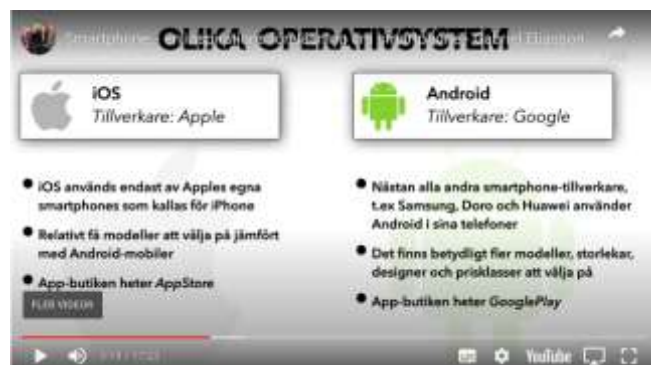 OLIKA OPERATIVSYSTEM
iOS
Tillverkare: Apple
iOS används endast av Apples egna
smartphones som kallas för iPhone
Relativt få modeller att välja på jämfört
med Android-mobiler
App-butiken heter AppStore
FLER VIDEOR
Android
Tillverkare: Google
Nästan alla andra smartphone-tillverkare,
t.ex Samsung, Doro och Huawei använder
Android i sina telefoner
Det finns betydligt fler modeller, storlekar,
designer och prisklasser att välja på
App-butiken heter GooglePlay
YouTube